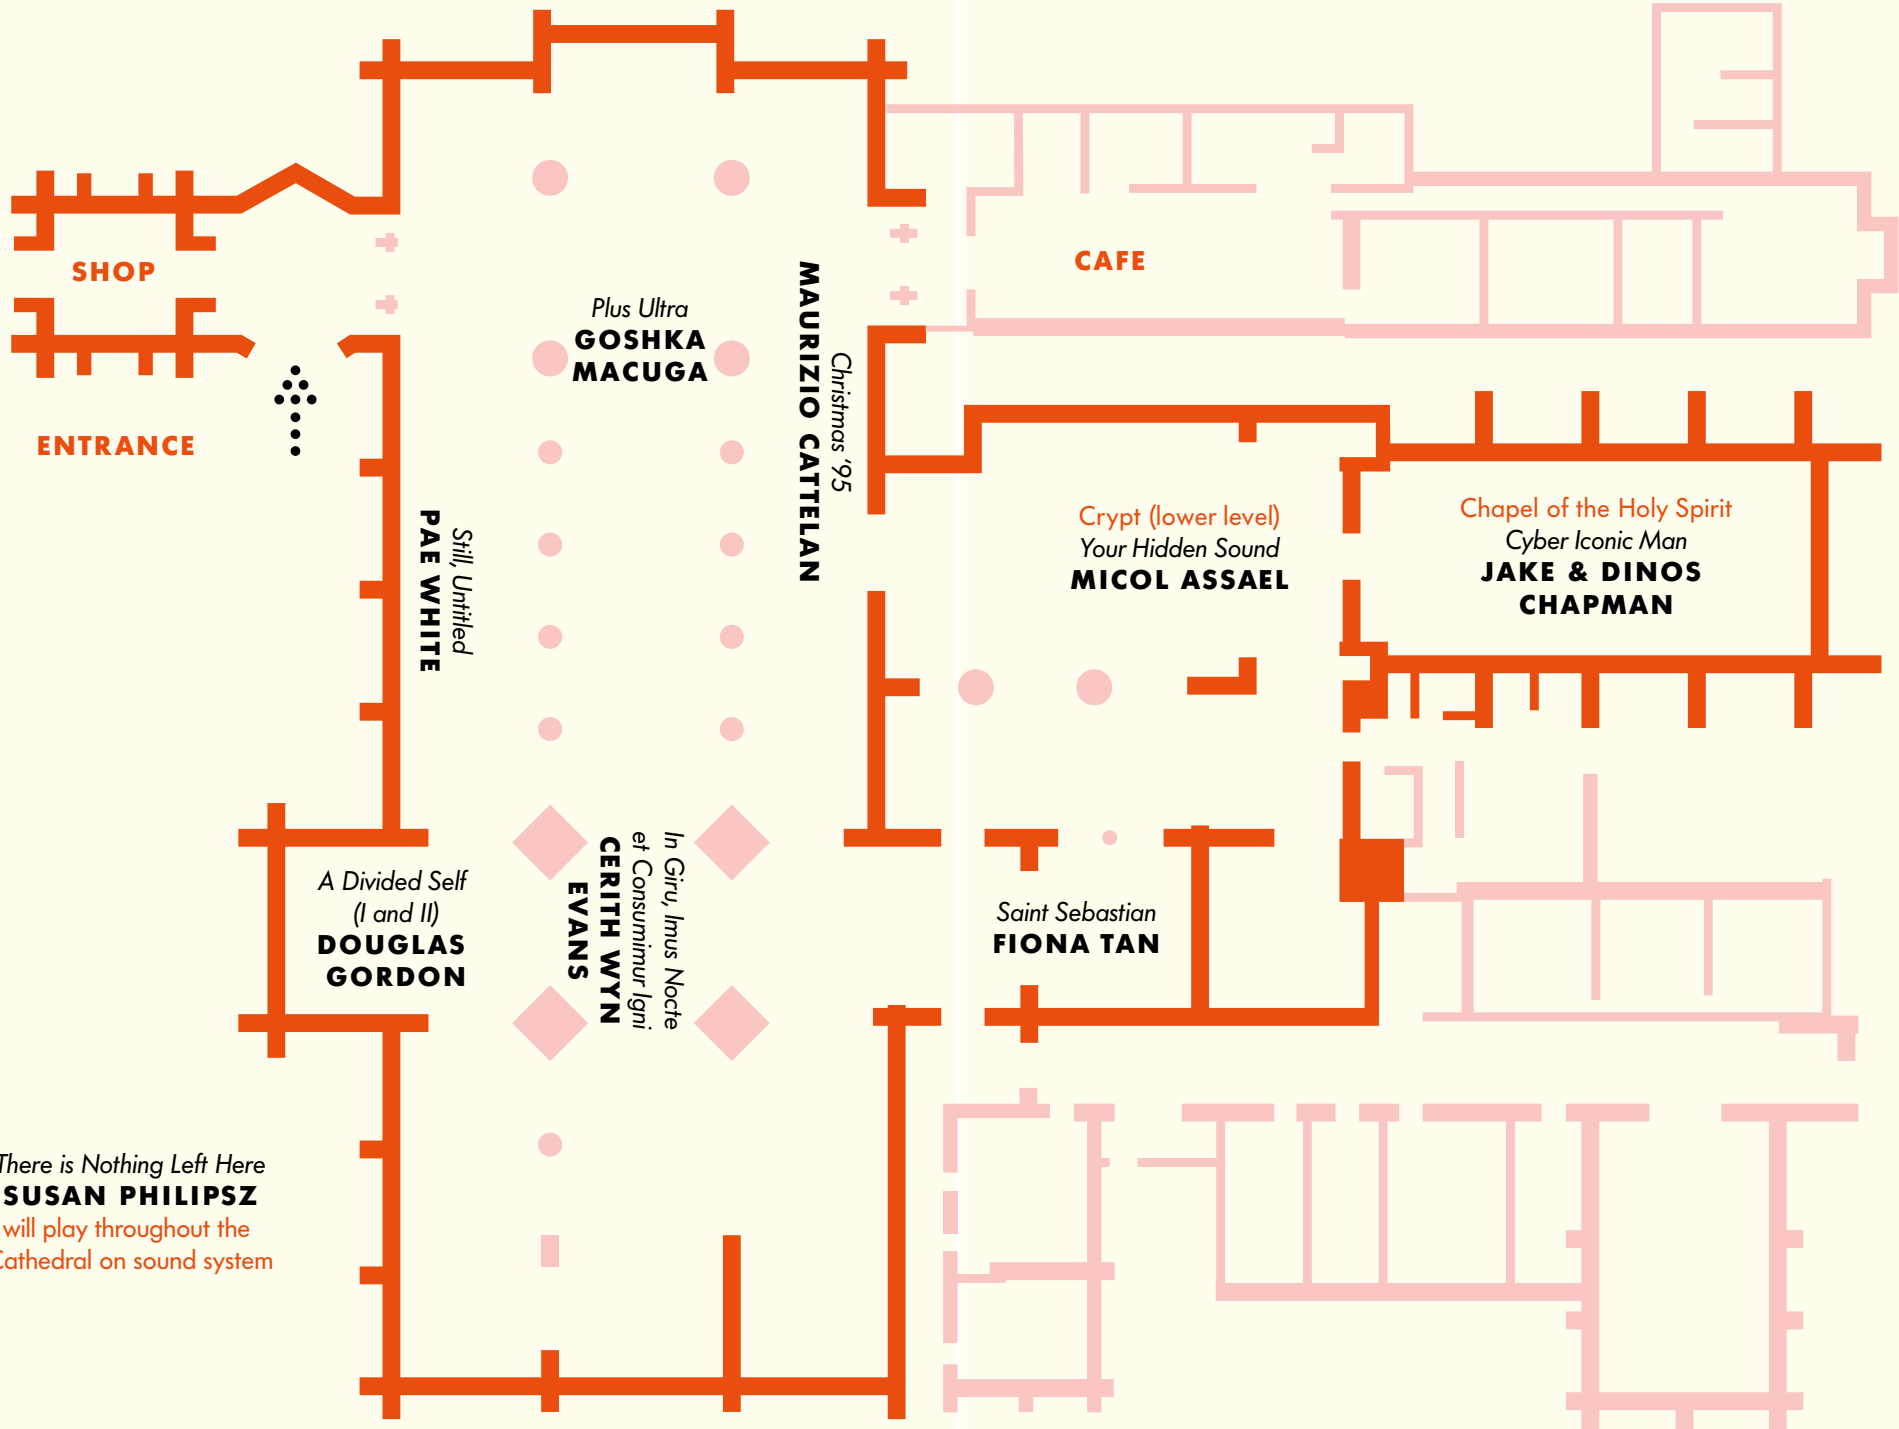 SHOP
ENTRANCE
Plus Ultra
GOSHKA
MACUGA
MAURIZIO CATTELAN
Christmas '95
CAFE
Still, Untitled
PAE WHITE
Crypt (lower level)
Your Hidden Sound
MICOL ASSAEL
Chapel of the Holy Spirit
Cyber Iconic Man
JAKE & DINOS
CHAPMAN
A Divided Self
(I and II)
DOUGLAS
GORDON
In Giru, Imus Nocte
et Consumimur Igni
CERITH WYN
EVANS
Saint Sebastian
FIONA TAN
There is Nothing Left Here
SUSAN PHILIPSZ
will play throughout the
Cathedral on sound system